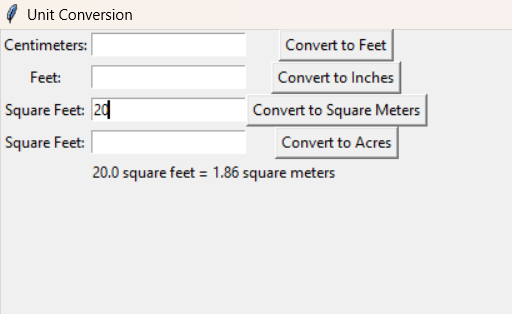 Unit Conversion
Centimeters: Convert to Feet
Feet: Convert to Inches
Square Feet: 20 Convert to Square Meters
Square Feet: Convert to Acres
20.0 square feet = 1.86 square meters